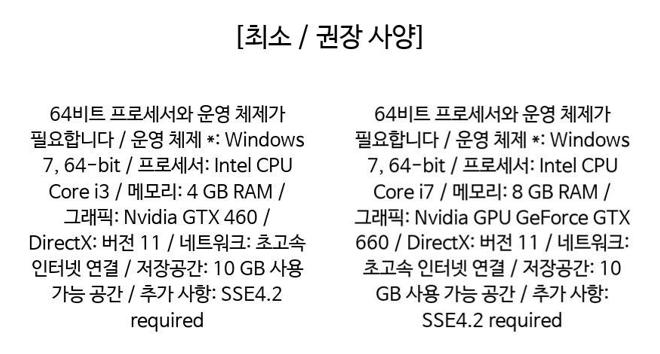 [최소 / 권장 사양]
64비트 프로세서와 운영 체제가
필요합니다 / 운영 체제 *: Windows
7, 64-bit / 프로세서: Intel CPU
Core i3 / 메모리: 4 GB RAM /
그래픽: Nvidia GTX 460 /
DirectX: 버전 11 / 네트워크: 초고속
인터넷 연결 / 저장공간: 10 GB 사용
가능 공간 / 추가 사항: SSE4.2
required
64비트 프로세서와 운영 체제가
필요합니다 / 운영 체제 *: Windows
7, 64-bit / 프로세서: Intel CPU
Core i7 / 메모리: 8 GB RAM /
그래픽: Nvidia GPU GeForce GTX
660 / DirectX: 버전 11 / 네트워크:
초고속 인터넷 연결 / 저장공간: 10
GB 사용 가능 공간 / 추가 사항:
SSE4.2 required